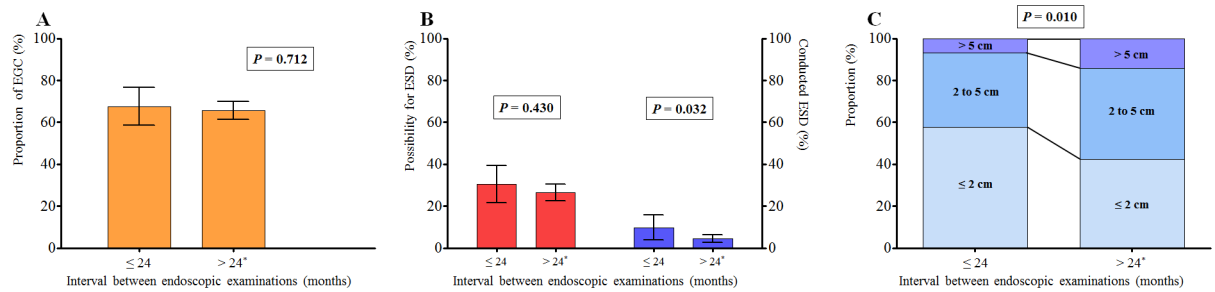 A
P = 0.712
Proportion of EGC (%)
100
80
60
40
20
0
≤ 24
> 24*
Interval between endoscopic examinations (months)
B
P = 0.430
P = 0.032
Possibility for ESD (%)
100
80
60
40
20
0
Conducted ESD (%)
100
80
60
40
20
0
≤ 24
> 24*
≤ 24
> 24*
Interval between endoscopic examinations (months)
C
P = 0.010
Proportion (%)
100
80
60
40
20
0
> 5 cm
2 to 5 cm
≤ 2 cm
> 5 cm
2 to 5 cm
≤ 2 cm
≤ 24
> 24*
Interval between endoscopic examinations (months)